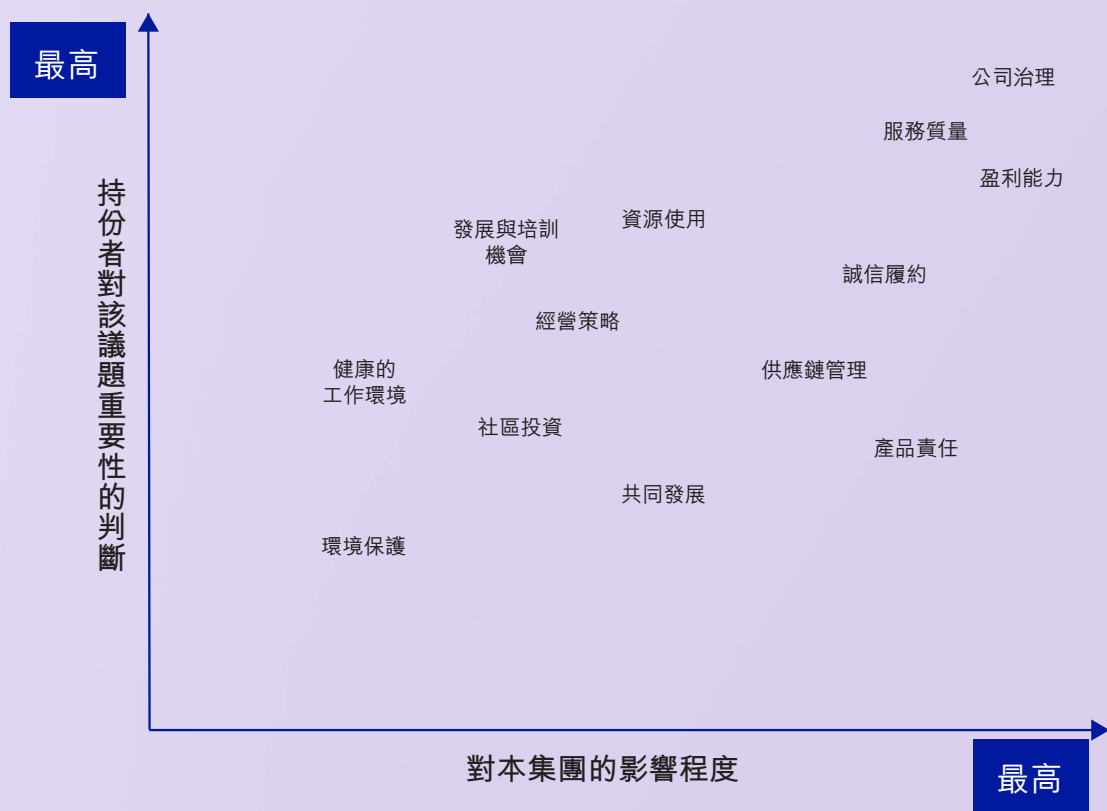 最高
公司治理
服務質量
盈利能力
資源使用
發展與培訓
機會
誠信履約
經營策略
健康的
工作環境
供應鏈管理
社區投資
產品責任
共同發展
環境保護
持份者對該議題重要性的判斷
對本集團的影響程度
最高